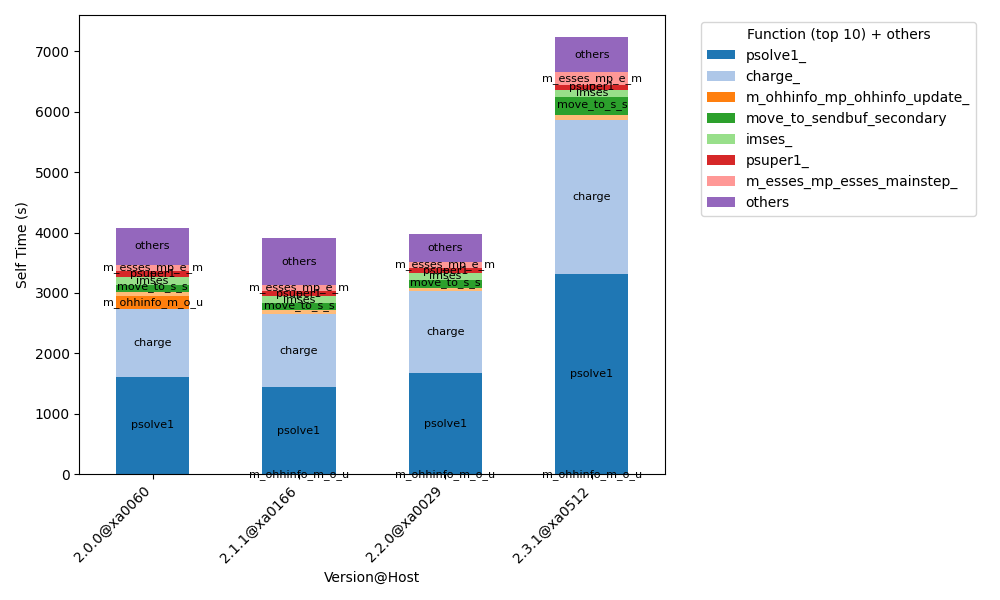 7000
6000
5000
4000
3000
2000
1000
0
Self Time (s)
others
m_esses_mp_e_m
psuper1
imses
move_to_s_s
m_ohhinfo_m_o_u
charge
psolve1
others
m_esses_mp_e_m
psuper1
imses
move_to_s_s
charge
psolve1
m_ohhinfo_m_o_u
others
m_esses_mp_e_m
psuper1
imses
move_to_s_s
charge
psolve1
m_ohhinfo_m_o_u
others
m_esses_mp_e_m
psuper1
imses
move_to_s_s
charge
psolve1
m_ohhinfo_m_o_u
2.0.0@xa0060
2.1.1@xa0166
2.2.0@xa0029
2.3.1@xa0512
Version@Host
Function (top 10) + others
psolve1_
charge_
m_ohhinfo_mp_ohhinfo_update_
move_to_sendbuf_secondary
imses_
psuper1_
m_esses_mp_esses_mainstep_
others